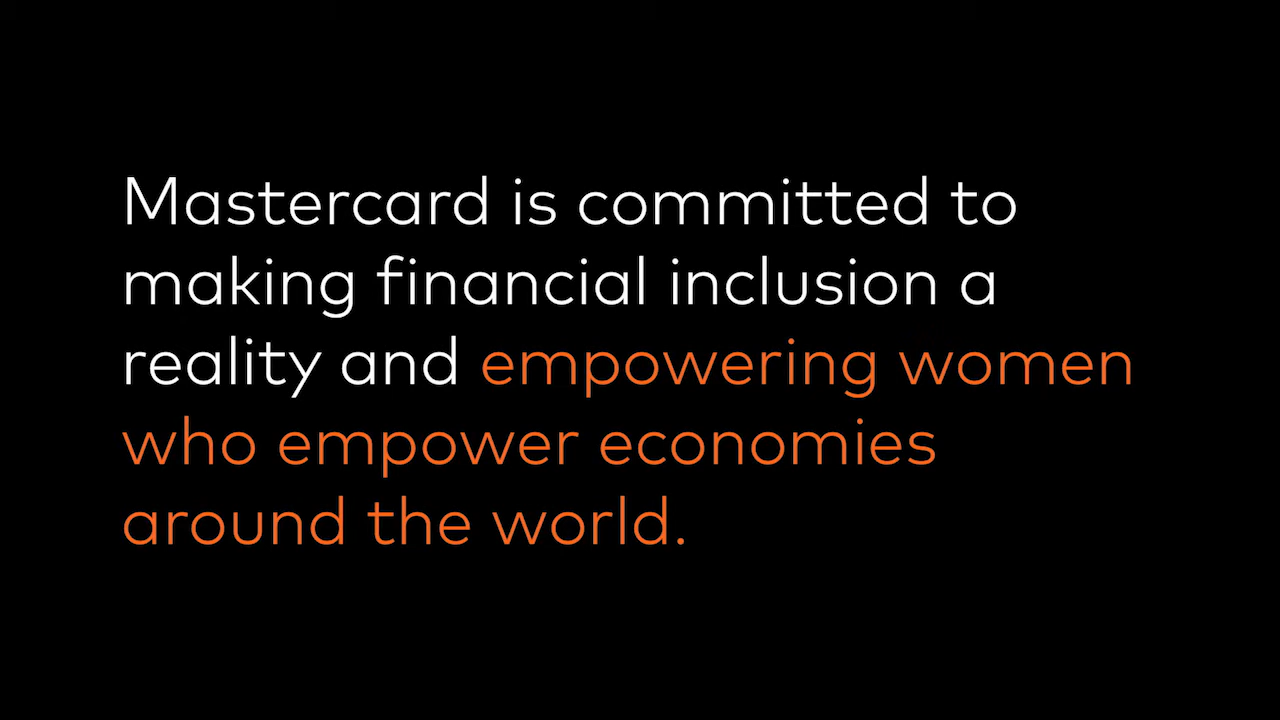 Mastercard is committed to
making financial inclusion a
reality and empowering women
who empower economies
around the world.